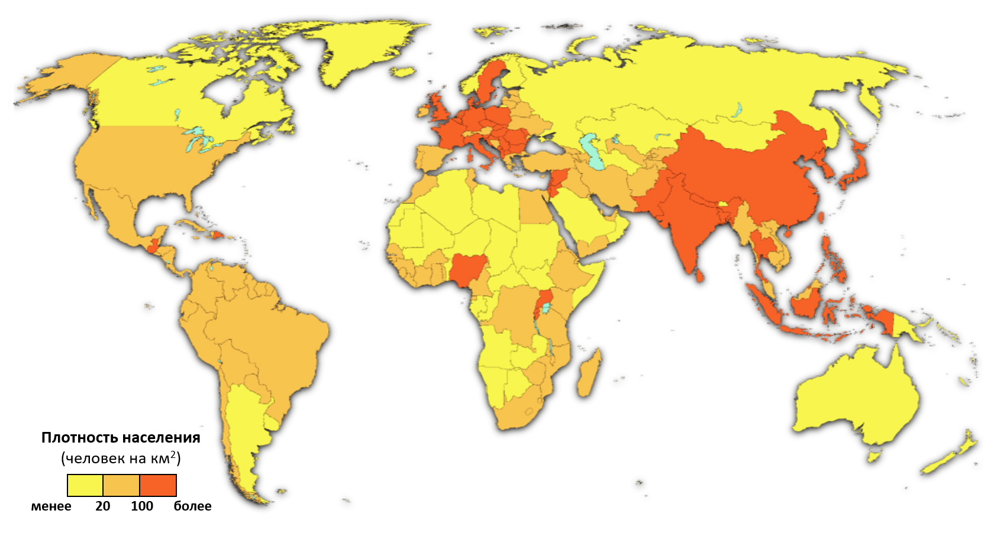 Плотность населения
(человек на км²)
менее 20 100 более